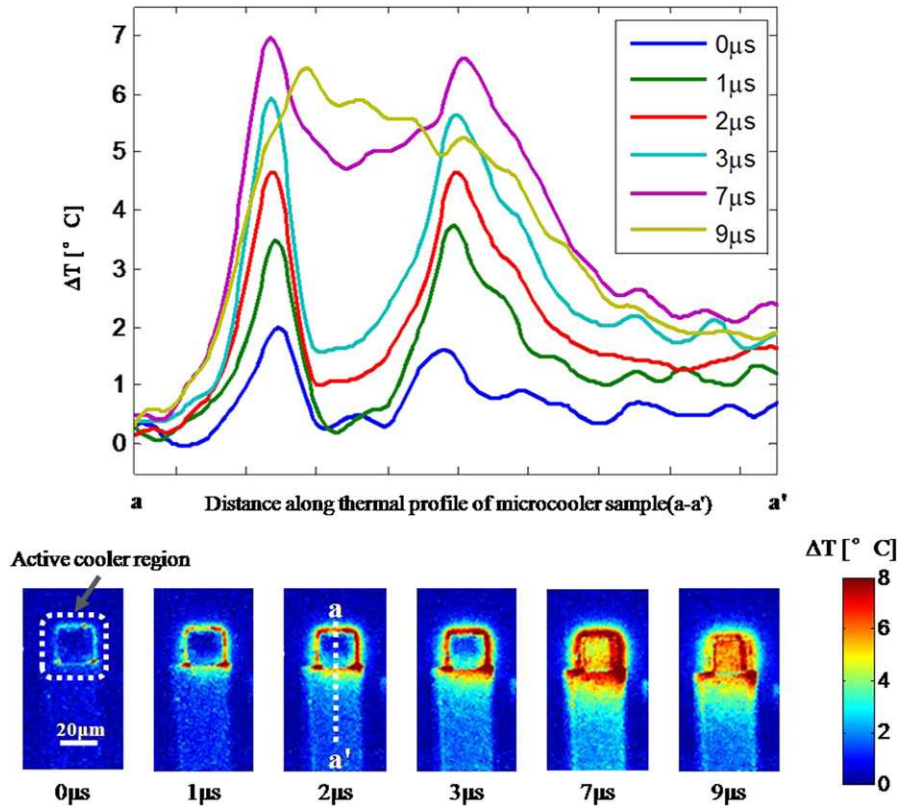 7
6
5
4
3
2
1
0
ΔT [° C]
0μs
1μs
2μs
3μs
7μs
9μs
a Distance along thermal profile of microcooler sample(a-a') a'
Active cooler region
20μm
a
a'
0μs 1μs 2μs 3μs 7μs 9μs
ΔT [° C]
8
6
4
2
0